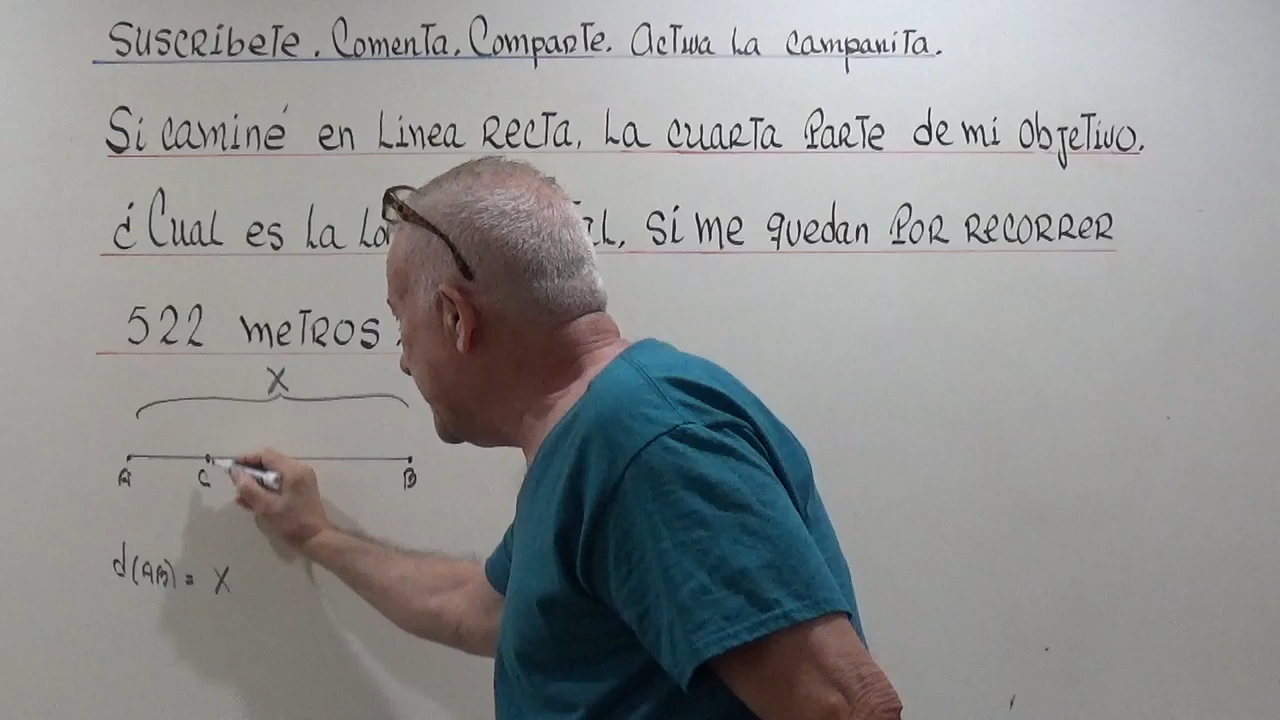 Suscribete. Comenta. Comparte. Activa la campanita.
Si caminé en linea recta, la cuarta parte de mi objetivo.
¿Cual es la si me quedan por recorrer
522 metros
X
A C B
d(AB) = X